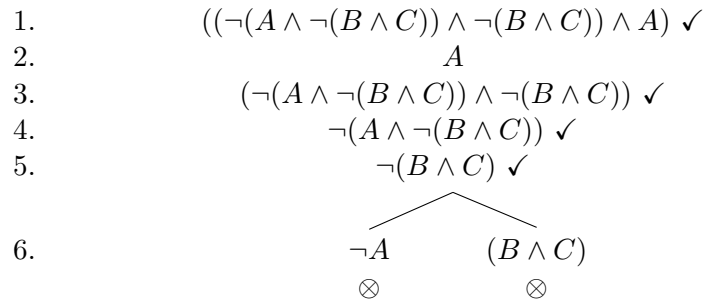 1. ((¬(A ∧ ¬(B ∧ C)) ∧ ¬(B ∧ C)) ∧ A) ✓
2. A
3. (¬(A ∧ ¬(B ∧ C)) ∧ ¬(B ∧ C)) ✓
4. ¬(A ∧ ¬(B ∧ C)) ✓
5. ¬(B ∧ C) ✓
6. ¬A (B ∧ C)
⊗ ⊗